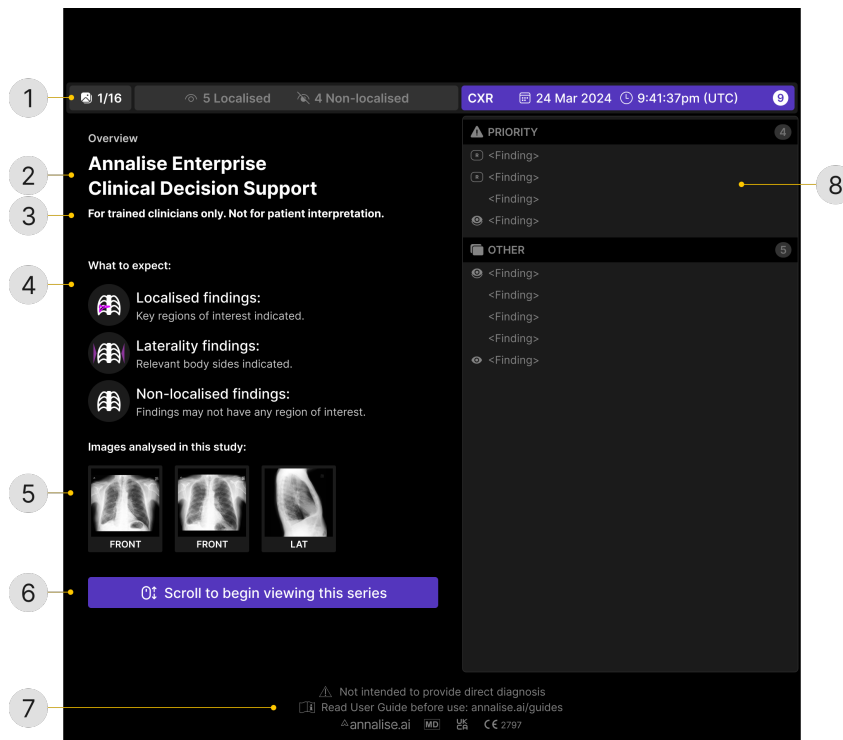 1
1/16
5 Localised
4 Non-localised
CXR
24 Mar 2024
9:41:37pm (UTC)
9
Overview
2
Annalise Enterprise
Clinical Decision Support
3
For trained clinicians only. Not for patient interpretation.
4
What to expect:
Localised findings:
Key regions of interest indicated.
Laterality findings:
Relevant body sides indicated.
Non-localised findings:
Findings may not have any region of interest.
Images analysed in this study:
5
FRONT
FRONT
LAT
6
Scroll to begin viewing this series
PRIORITY
4
<Finding>
<Finding>
<Finding>
<Finding>
8
OTHER
5
<Finding>
<Finding>
<Finding>
<Finding>
<Finding>
7
Not intended to provide direct diagnosis
Read User Guide before use: annalise.ai/guides
annalise.ai MD UK CA CE 2797